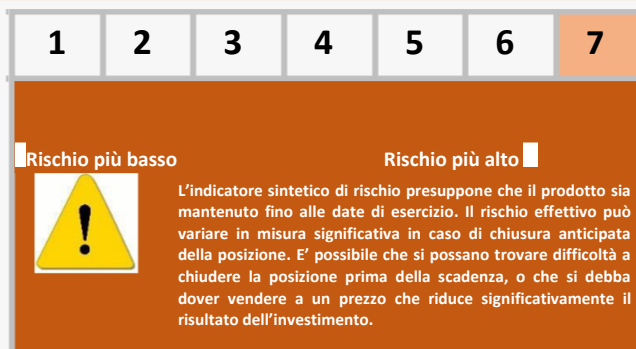 1 2 3 4 5 6 7
Rischio più basso Rischio più alto
L'indicatore sintetico di rischio presuppone che il prodotto sia
mantenuto fino alle date di esercizio. Il rischio effettivo può
variare in misura significativa in caso di chiusura anticipata
della posizione. E' possibile che si possano trovare difficoltà a
chiudere la posizione prima della scadenza, o che si debba
dover vendere a un prezzo che riduce significativamente il
risultato dell'investimento.